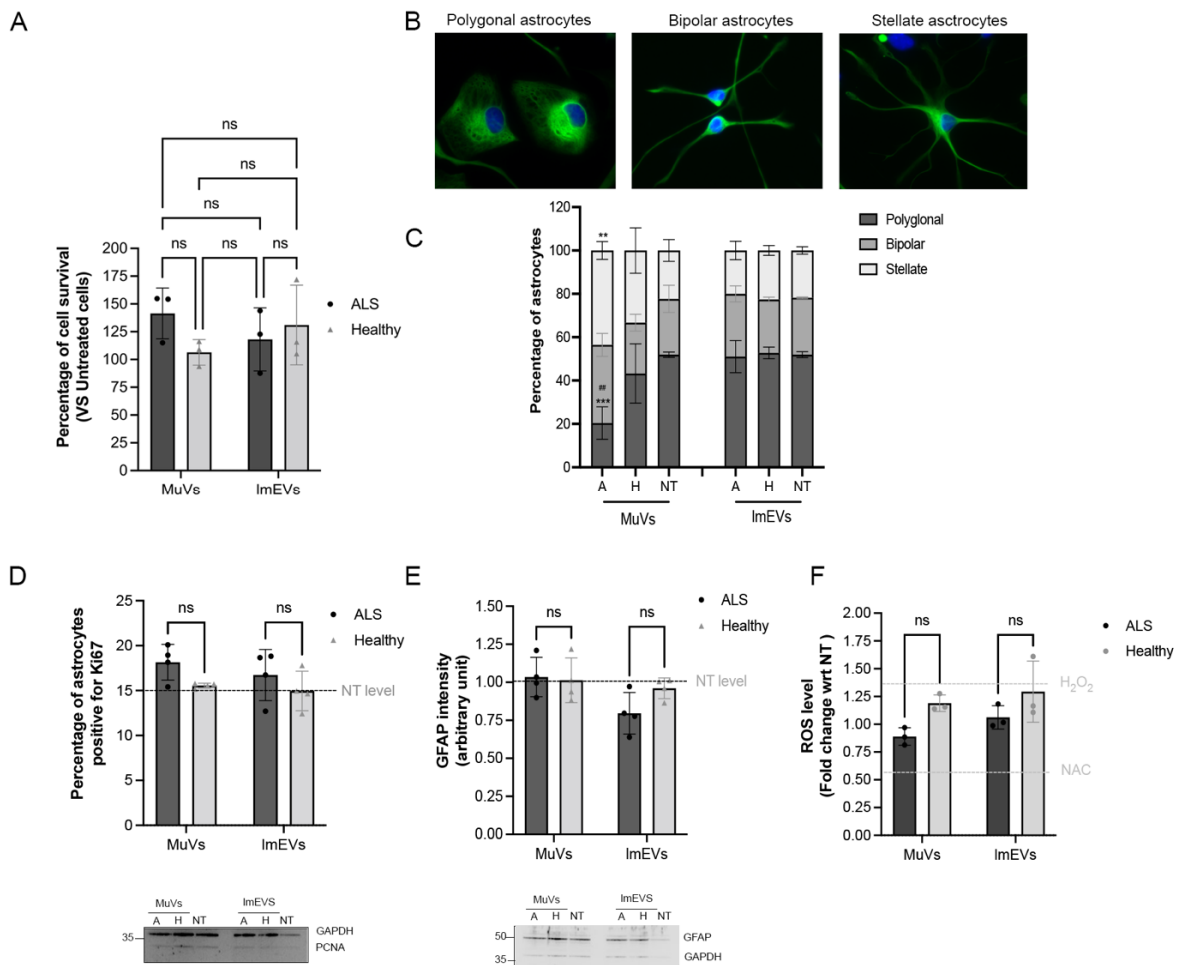 A
ns
ns
ns
ns
ns
ns
Percentage of cell survival
(VS Untreated cells)
200
175
150
125
100
75
50
25
0
MuVs
lmEVs
ALS
Healthy
B
Polygonal astrocytes
Bipolar astrocytes
Stellate asctrocytes
C
Percentage of astrocytes
120
100
80
60
40
20
0
**
##
***
A
H
NT
A
H
NT
MuVs
lmEVs
Polyglonal
Bipolar
Stellate
D
Percentage of astrocytes
positive for Ki67
25
20
15
10
5
0
ns
ns
ALS
Healthy
NT level
MuVs
lmEVs
MuVs
lmEVS
A H NT A H NT
35
GAPDH
PCNA
E
GFAP intensity
(arbitrary unit)
1.50
1.25
1.00
0.75
0.50
0.25
0.00
ns
ns
ALS
Healthy
NT level
MuVs
lmEVs
MuVs
lmEVS
A H NT A H NT
50
35
GFAP
GAPDH
F
ROS level
(Fold change wrt NT )
2.00
1.75
1.50
1.25
1.00
0.75
0.50
0.25
0.00
ns
ns
ALS
Healthy
H₂O₂
NAC
MuVs
lmEVs